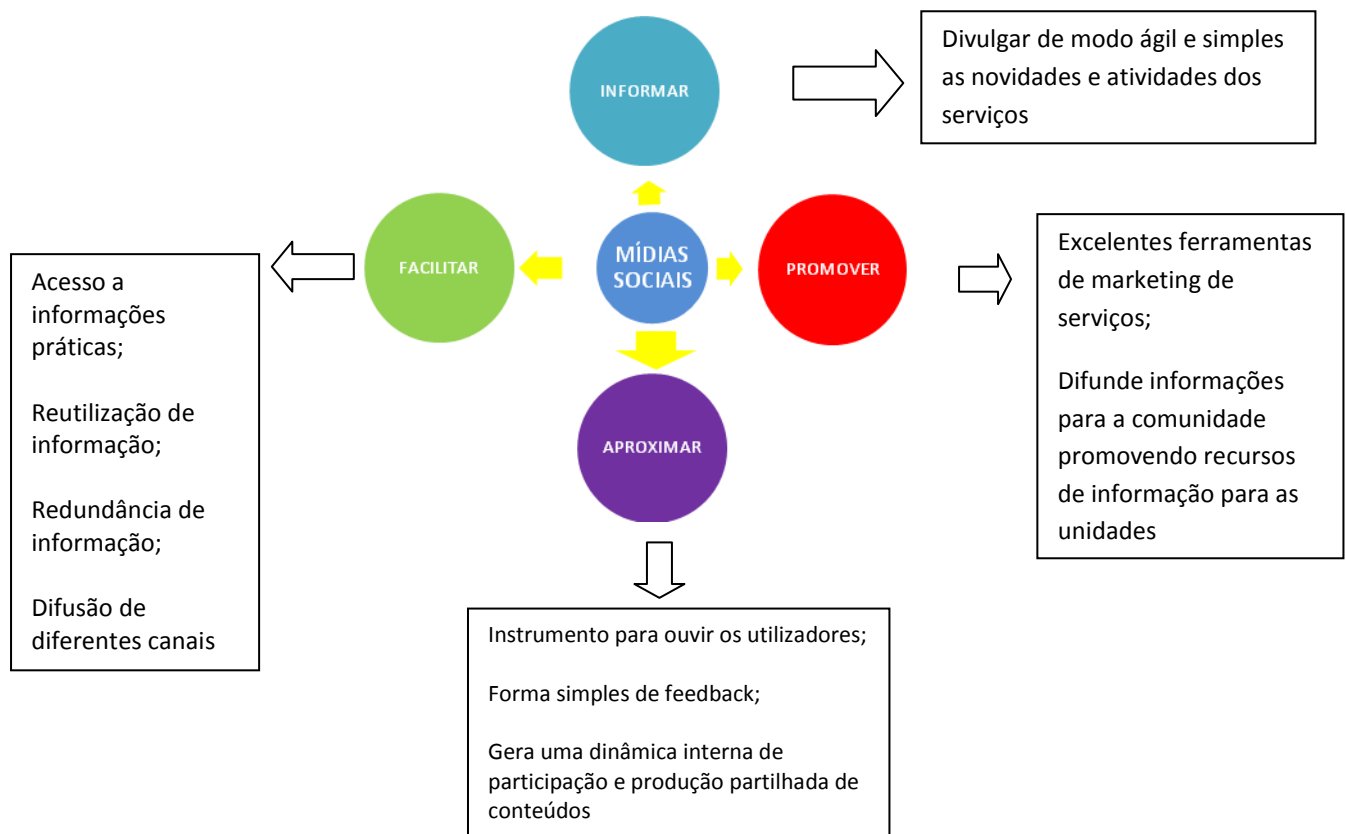 INFORMAR
Divulgar de modo ágil e simples
as novidades e atividades dos
serviços
FACILITAR
MÍDIAS
SOCIAIS
PROMOVER
Acesso a
informações
práticas;
Reutilização de
informação;
Redundância de
informação;
Difusão de
diferentes canais
Excelentes ferramentas
de marketing de
serviços;
Difunde informações
para a comunidade
promovendo recursos
de informação para as
unidades
APROXIMAR
Instrumento para ouvir os utilizadores;
Forma simples de feedback;
Gera uma dinâmica interna de
participação e produção partilhada de
conteúdos